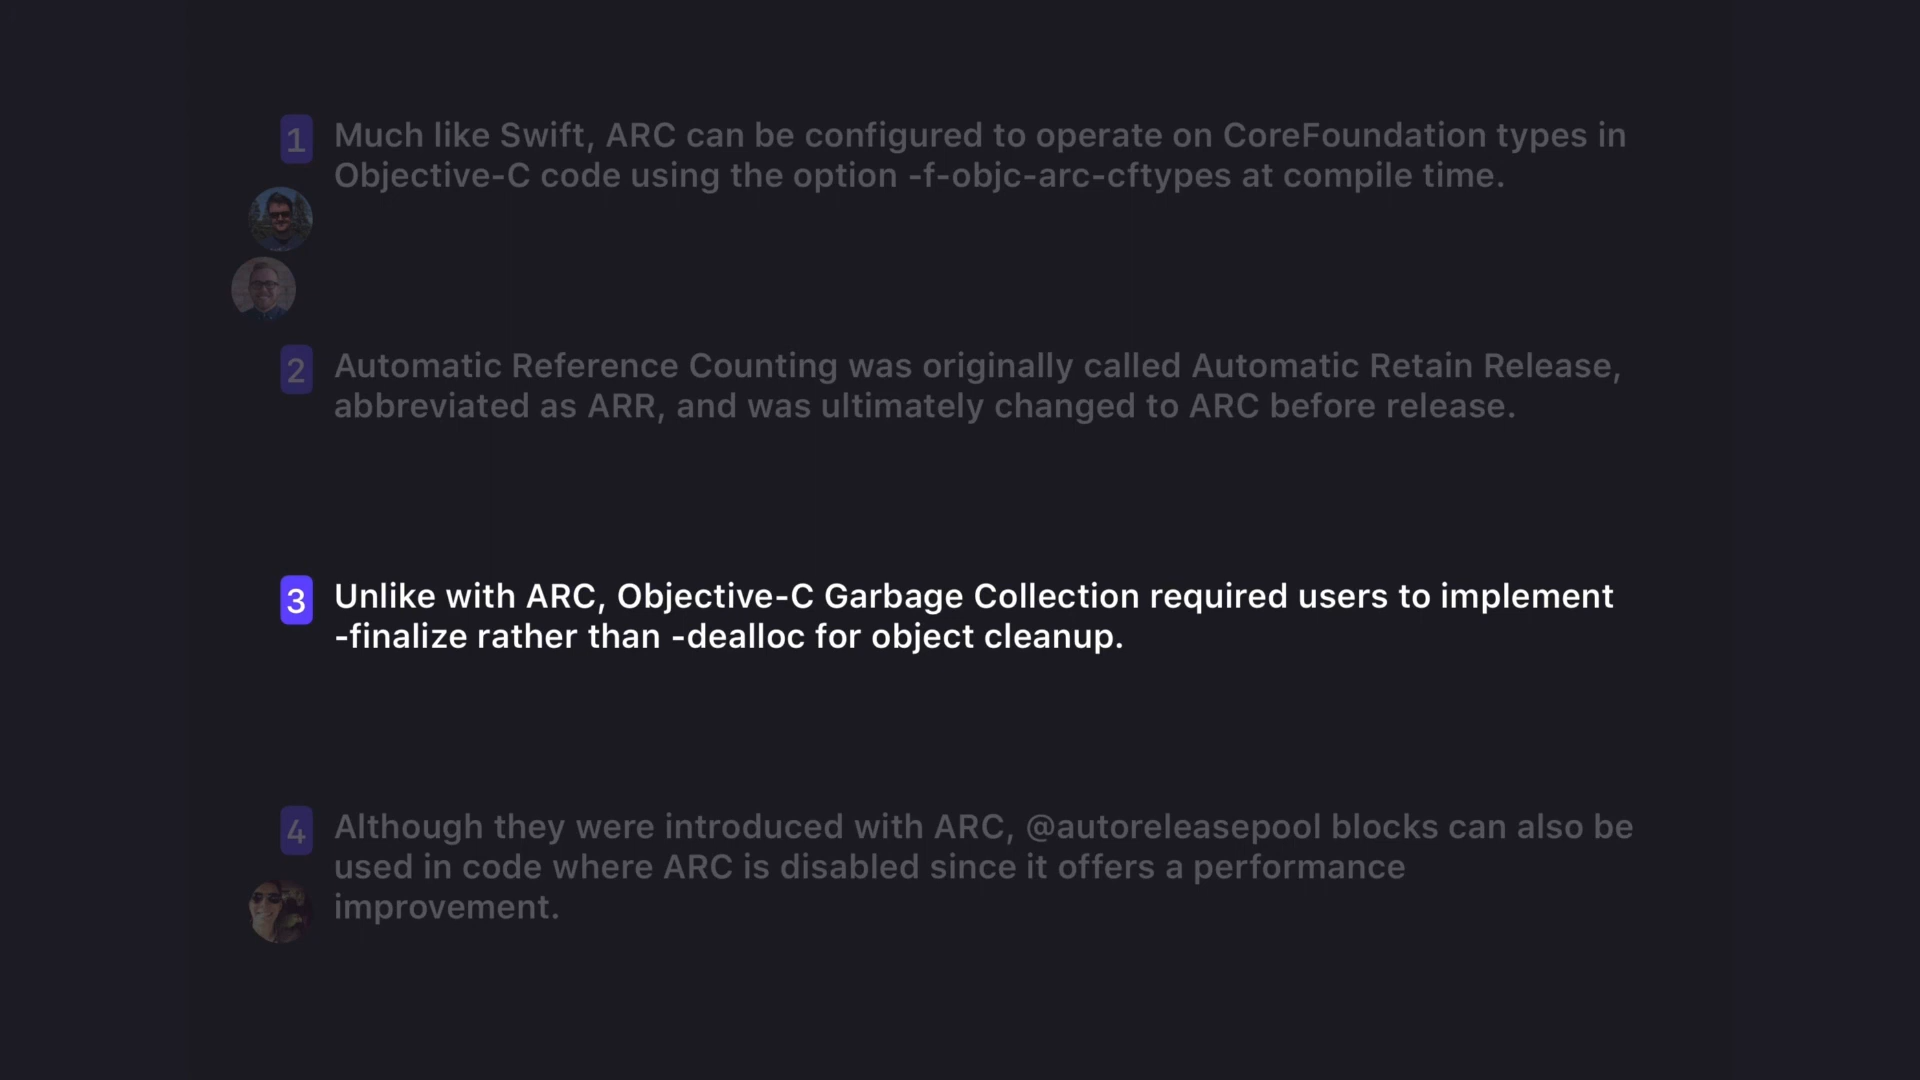 1 Much like Swift, ARC can be configured to operate on CoreFoundation types in
Objective-C code using the option -f-objc-arc-cftypes at compile time.
2 Automatic Reference Counting was originally called Automatic Retain Release,
abbreviated as ARR, and was ultimately changed to ARC before release.
3 Unlike with ARC, Objective-C Garbage Collection required users to implement
-finalize rather than -dealloc for object cleanup.
4 Although they were introduced with ARC, @autoreleasepool blocks can also be
used in code where ARC is disabled since it offers a performance
improvement.